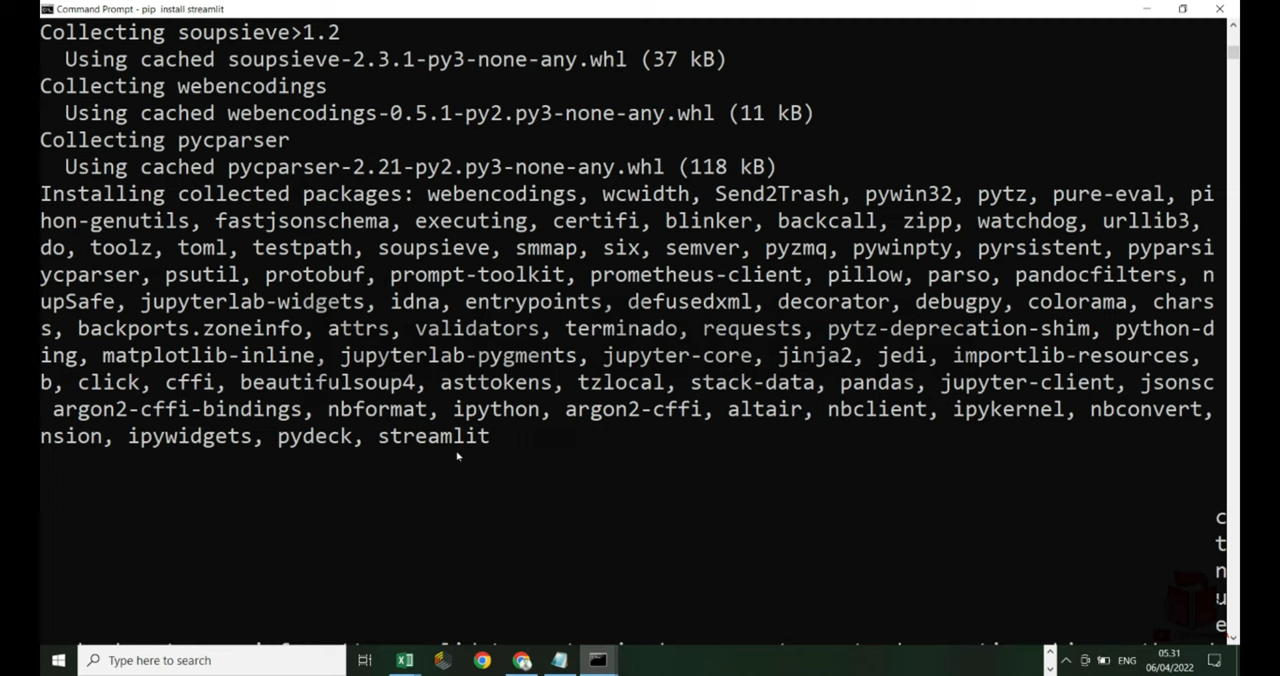 Command Prompt - pip install streamlit
Collecting soupsieve>1.2
Using cached soupsieve-2.3.1-py3-none-any.whl (37 kB)
Collecting webencodings
Using cached webencodings-0.5.1-py2.py3-none-any.whl (11 kB)
Collecting pycparser
Using cached pycparser-2.21-py2.py3-none-any.whl (118 kB)
Installing collected packages: webencodings, wcwidth, Send2Trash, pywin32, pytz, pure-eval, pi
hon-genutils, fastjsonschema, executing, certifi, blinker, backcall, zipp, watchdog, urllib3,
do, toolz, toml, testpath, soupsieve, smmap, six, semver, pyzmq, pywinpty, pyrsistent, pyparsi
ycparser, psutil, protobuf, prompt-toolkit, prometheus-client, pillow, parso, pandocfilters, n
upSafe, jupyterlab-widgets, idna, entrypoints, defusedxml, decorator, debugpy, colorama, chars
s, backports.zoneinfo, attrs, validators, terminado, requests, pytz-deprecation-shim, python-d
ing, matplotlib-inline, jupyterlab-pygments, jupyter-core, jinja2, jedi, importlib-resources,
b, click, cffi, beautifulsoup4, asttokens, tzlocal, stack-data, pandas, jupyter-client, jsonsc
argon2-cffi-bindings, nbformat, ipython, argon2-cffi, altair, nbclient, ipykernel, nbconvert,
nsion, ipywidgets, pydeck, streamlit
c
t
n
u
e
Type here to search
ENG
05.31
06/04/2022